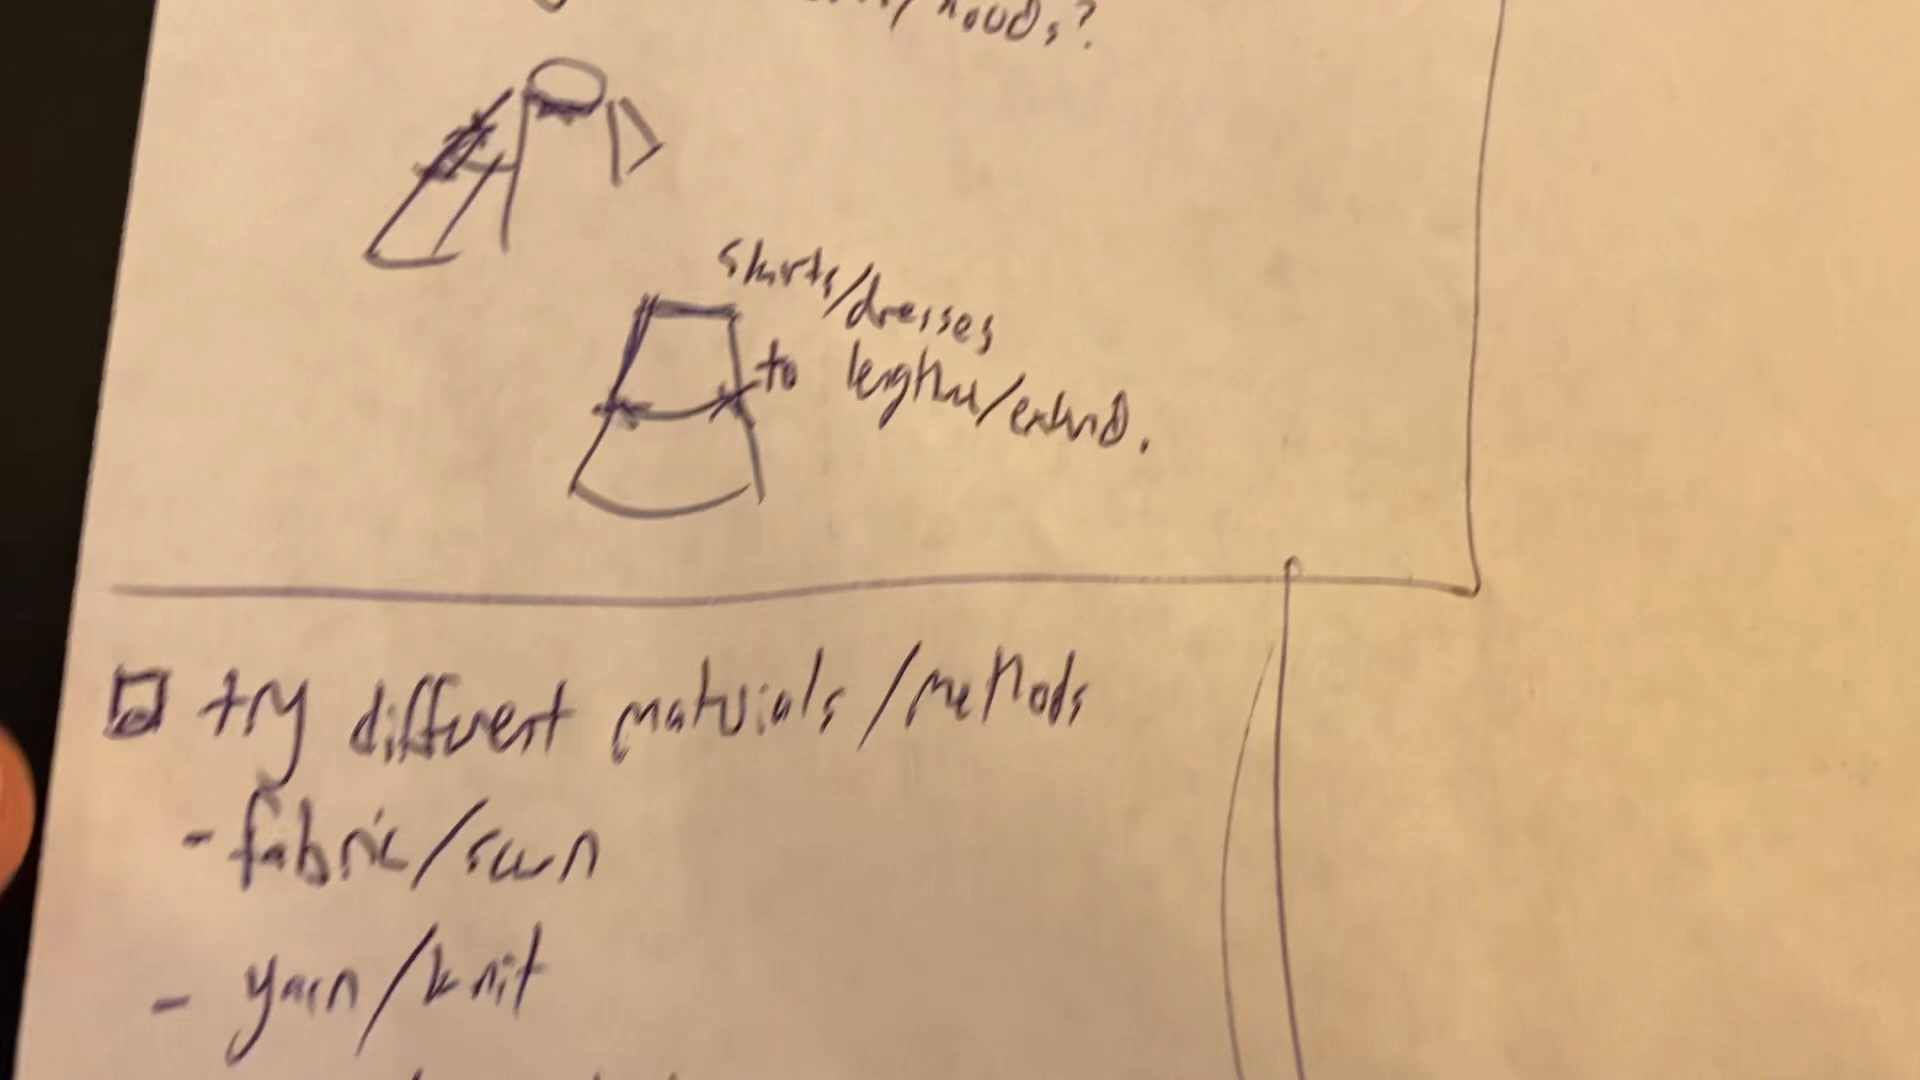 /hoods?
skirts/dresses
to lengthen/extend.
try different materials/methods
- fabric/sewn
- yarn/knit